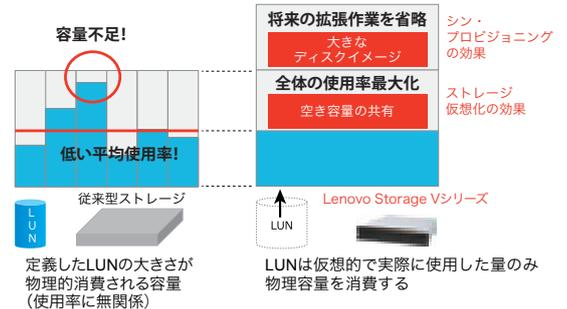 容量不足!
低い平均使用率!
従来型ストレージ
L
U
N
定義したLUNの大きさが
物理的消費される容量
(使用率に無関係)
将来の拡張作業を省略
大きな
ディスクイメージ
シン・
プロビジョニング
の効果
全体の使用率最大化
空き容量の共有
ストレージ
仮想化の効果
Lenovo Storage Vシリーズ
LUN
LUNは仮想的で実際に使用した量のみ
物理容量を消費する